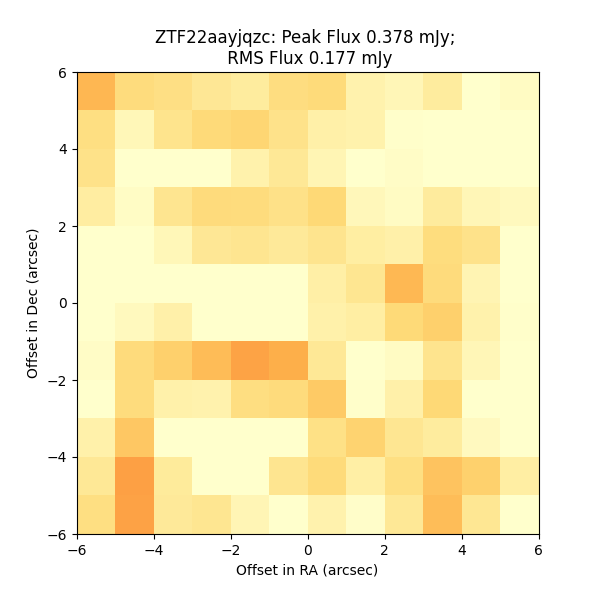 ZTF22aayjqzc: Peak Flux 0.378 mJy;
RMS Flux 0.177 mJy
6
4
2
0
−2
−4
−6
Offset in Dec (arcsec)
−6 −4 −2 0 2 4 6
Offset in RA (arcsec)